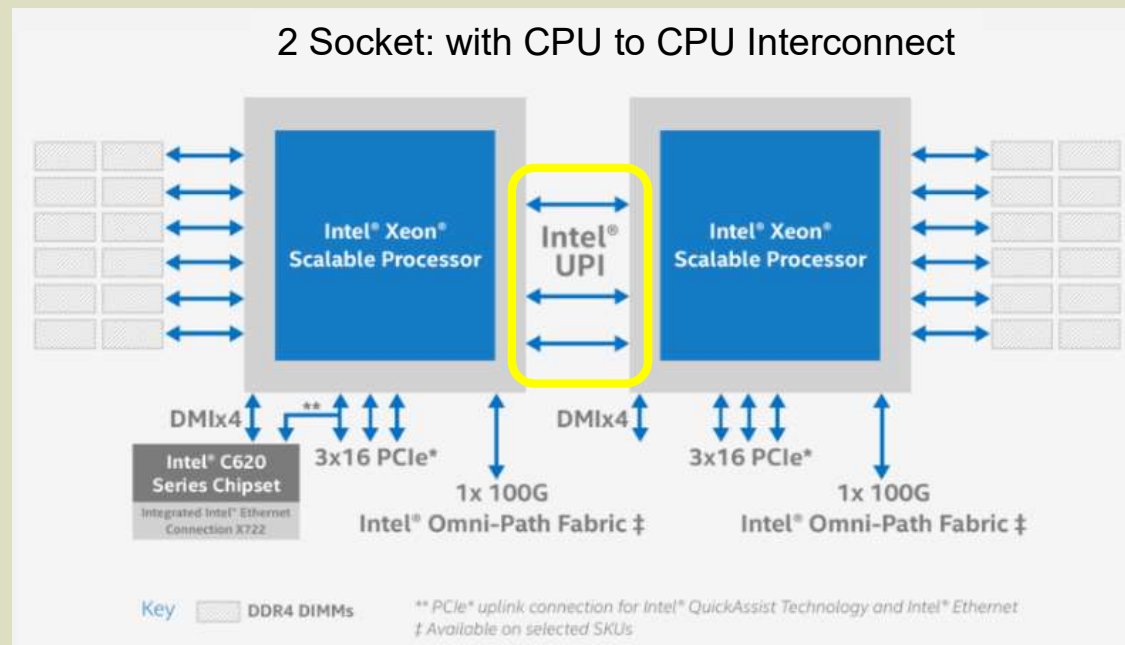 2 Socket: with CPU to CPU Interconnect
Intel® Xeon®
Scalable Processor
Intel®
UPI
Intel® Xeon®
Scalable Processor
DMIx4
**
3x16 PCIe*
DMIx4
3x16 PCIe*
Intel® C620
Series Chipset
Integrated Intel® Ethernet
Connection X722
1x 100G
Intel® Omni-Path Fabric ‡
1x 100G
Intel® Omni-Path Fabric ‡
Key
DDR4 DIMMs
** PCIe* uplink connection for Intel® QuickAssist Technology and Intel® Ethernet
‡ Available on selected SKUs